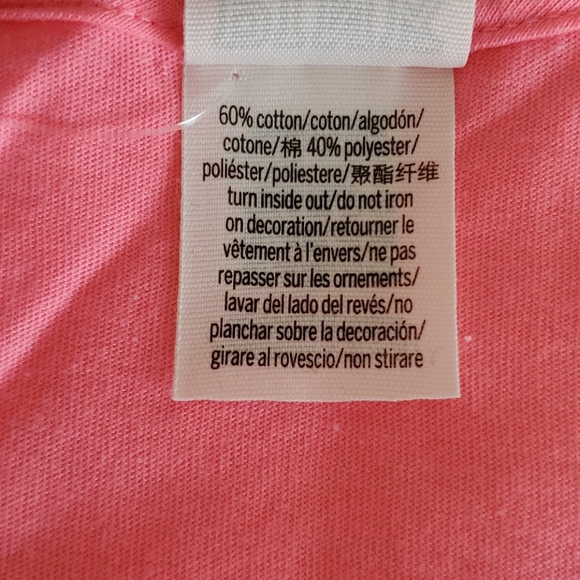 60% cotton/coton/algodón/
cotone/棉 40% polyester/
poliéster/poliestere/聚酯纤维
turn inside out/do not iron
on decoration/retourner le
vêtement à l'envers/ne pas
repasser sur les ornements/
lavar del lado del revés/no
planchar sobre la decoración/
girare al rovescio/non stirare